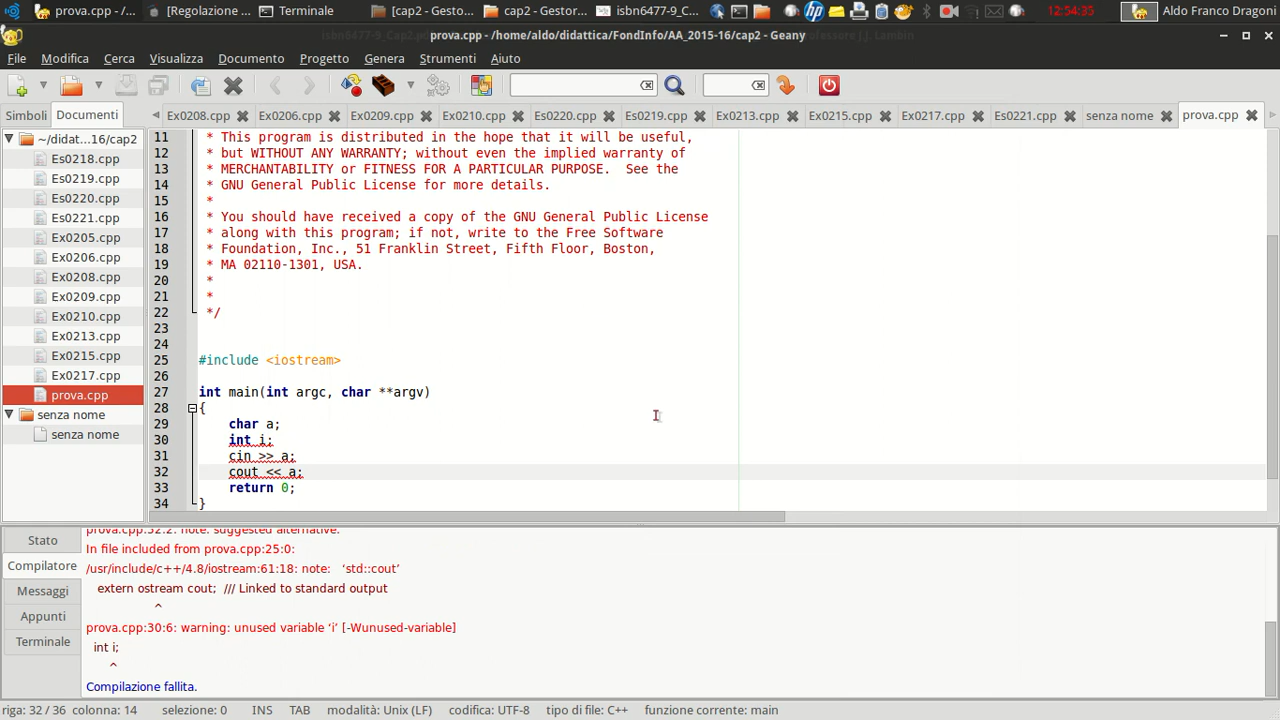 prova.cpp - /...
[Regolazione ...
Terminale
[cap2 - Gesto...
cap2 - Gestor...
isbn6477-9_C...
12:54:35
Aldo Franco Dragoni
prova.cpp - /home/aldo/didattica/FondInfo/AA_2015-16/cap2 - Geany
File Modifica Cerca Visualizza Documento Progetto Genera Strumenti Aiuto
Simboli Documenti
Ex0208.cpp Ex0206.cpp Ex0209.cpp Ex0210.cpp Es0220.cpp Es0219.cpp Ex0213.cpp Ex0215.cpp Ex0217.cpp Es0221.cpp senza nome prova.cpp
~/didat...16/cap2
Es0218.cpp
Es0219.cpp
Es0220.cpp
Es0221.cpp
Ex0205.cpp
Ex0206.cpp
Ex0208.cpp
Ex0209.cpp
Ex0210.cpp
Ex0213.cpp
Ex0215.cpp
Ex0217.cpp
prova.cpp
senza nome
senza nome
11 * This program is distributed in the hope that it will be useful,
12 * but WITHOUT ANY WARRANTY; without even the implied warranty of
13 * MERCHANTABILITY or FITNESS FOR A PARTICULAR PURPOSE.  See the
14 * GNU General Public License for more details.
15 *
16 * You should have received a copy of the GNU General Public License
17 * along with this program; if not, write to the Free Software
18 * Foundation, Inc., 51 Franklin Street, Fifth Floor, Boston,
19 * MA 02110-1301, USA.
20 *
21 *
22 */
23
24
25 #include <iostream>
26
27 int main(int argc, char **argv)
28 {
29 char a;
30 int i;
31 cin >> a;
32 cout << a;
33 return 0;
34 }
Stato
Compilatore
Messaggi
Appunti
Terminale
prova.cpp:32:2: note: suggested alternative:
In file included from prova.cpp:25:0:
/usr/include/c++/4.8/iostream:61:18: note:   ‘std::cout’
extern ostream cout;  /// Linked to standard output
^
prova.cpp:30:6: warning: unused variable ‘i’ [-Wunused-variable]
int i;
^
Compilazione fallita.
riga: 32 / 36 colonna: 14 selezione: 0 INS TAB modalità: Unix (LF) codifica: UTF-8 tipo di file: C++ funzione corrente: main